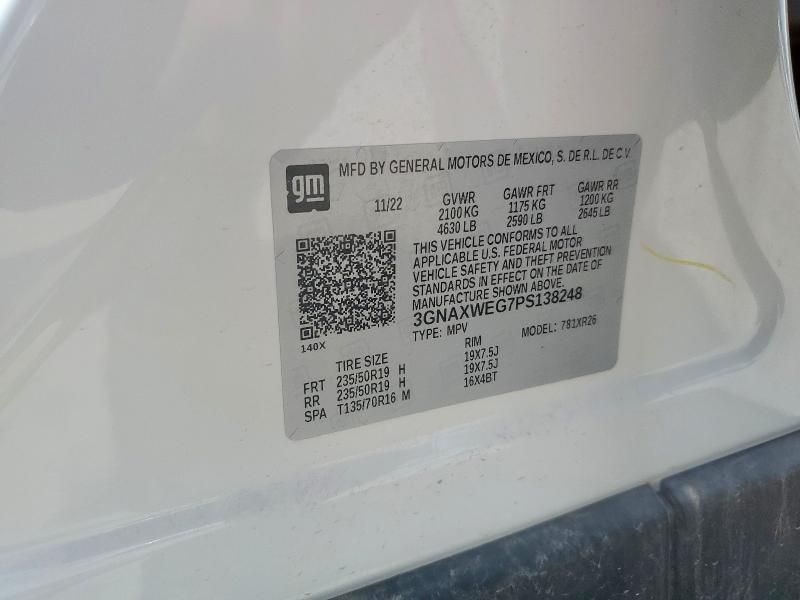 gm
MFD BY GENERAL MOTORS DE MEXICO, S. DE R.L. DE C.V.
11/22
GVWR GAWR FRT GAWR RR
2100 KG 1175 KG 1200 KG
4630 LB 2590 LB 2645 LB
THIS VEHICLE CONFORMS TO ALL
APPLICABLE U.S. FEDERAL MOTOR
VEHICLE SAFETY AND THEFT PREVENTION
STANDARDS IN EFFECT ON THE DATE OF
MANUFACTURE SHOWN ABOVE.
3GNAXWEG7PS138248
TYPE: MPV MODEL: 781XR26
140X
TIRE SIZE RIM
FRT 235/50R19 H 19X7.5J
RR 235/50R19 H 19X7.5J
SPA T135/70R16 M 16X4BT